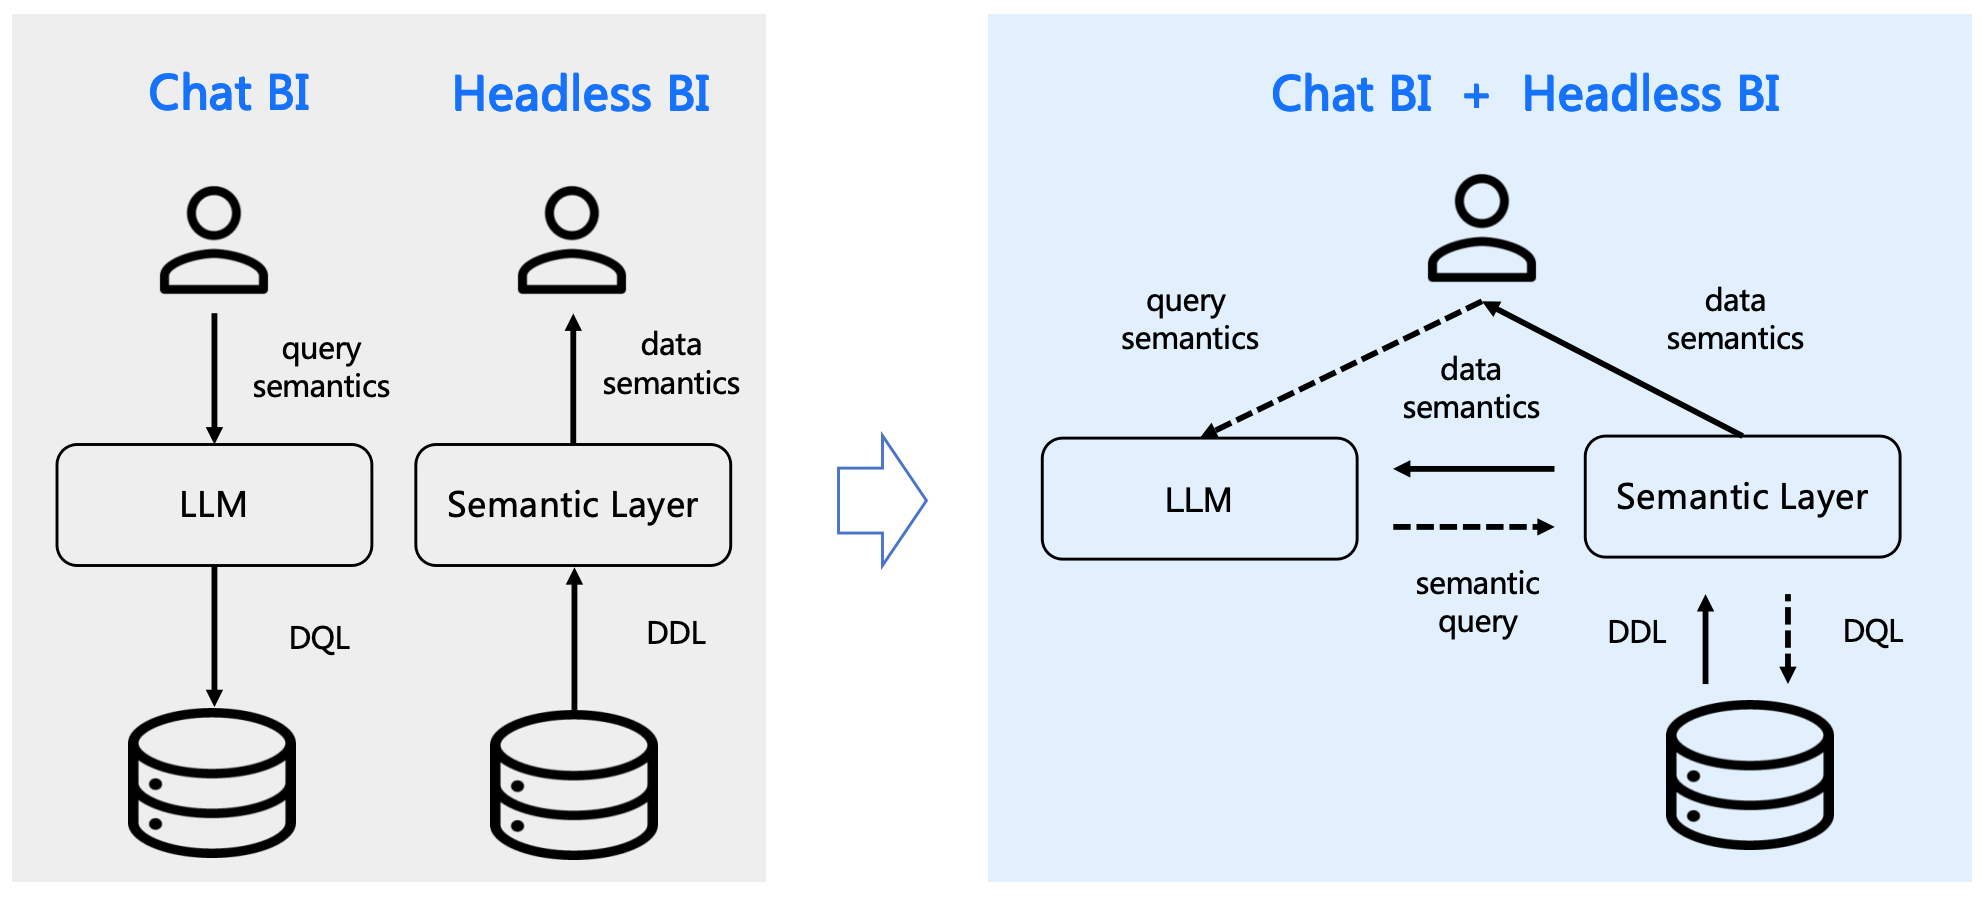 Chat BI
Headless BI
query
semantics
data
semantics
LLM
Semantic Layer
DQL
DDL
Chat BI + Headless BI
query
semantics
data
semantics
data
semantics
LLM
Semantic Layer
semantic
query
DDL
DQL